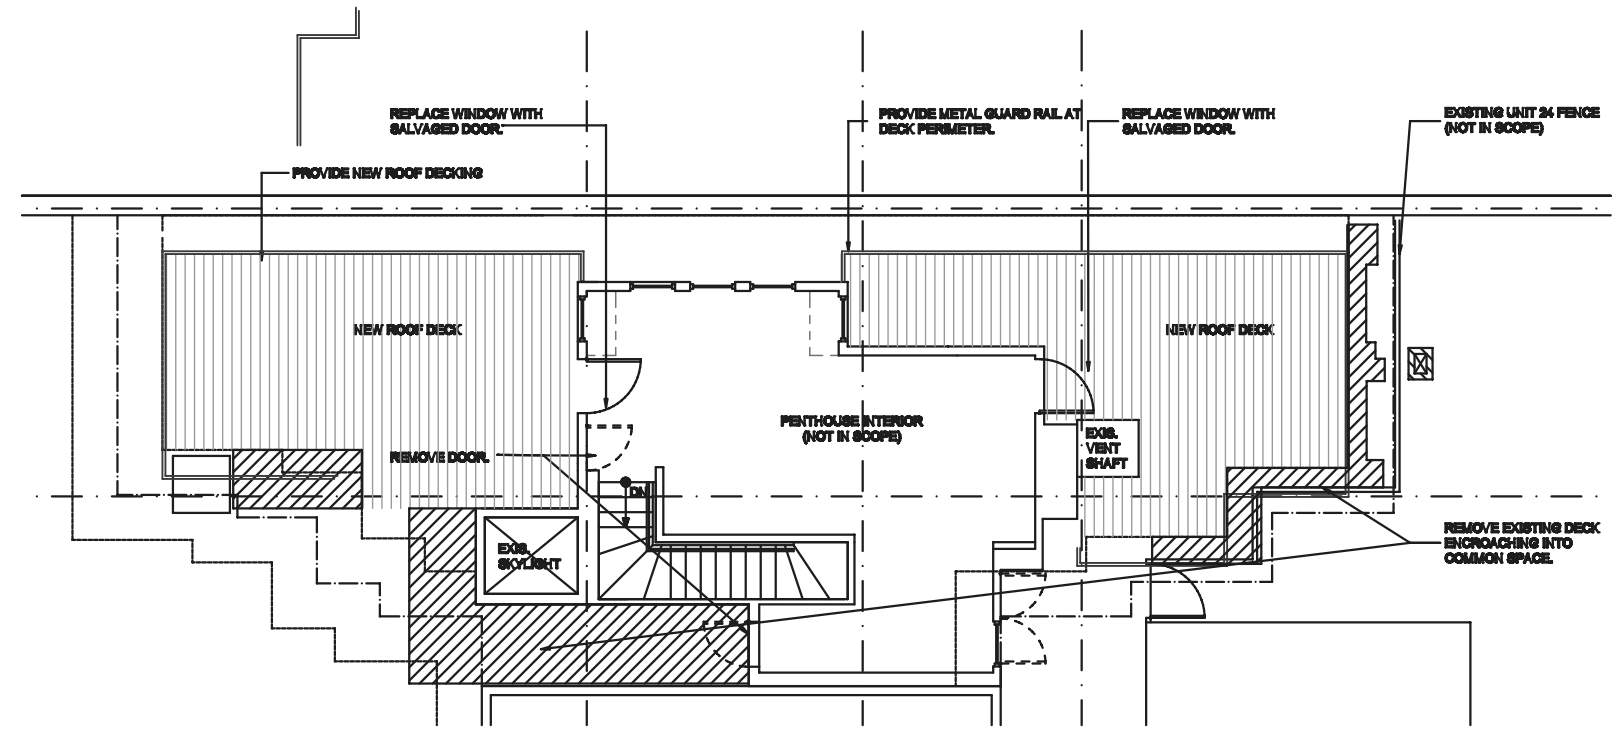 REPLACE WINDOW WITH
SALVAGED DOOR.
PROVIDE METAL GUARD RAIL AT
DECK PERIMETER.
REPLACE WINDOW WITH
SALVAGED DOOR.
EXISTING UNIT 24 FENCE
(NOT IN SCOPE)
PROVIDE NEW ROOF DECKING
NEW ROOF DECK
NEW ROOF DECK
PENTHOUSE INTERIOR
(NOT IN SCOPE)
EXIS.
VENT
SHAFT
REMOVE DOOR.
DN
EXIS.
SKYLIGHT
REMOVE EXISTING DECK
ENCROACHING INTO
COMMON SPACE.